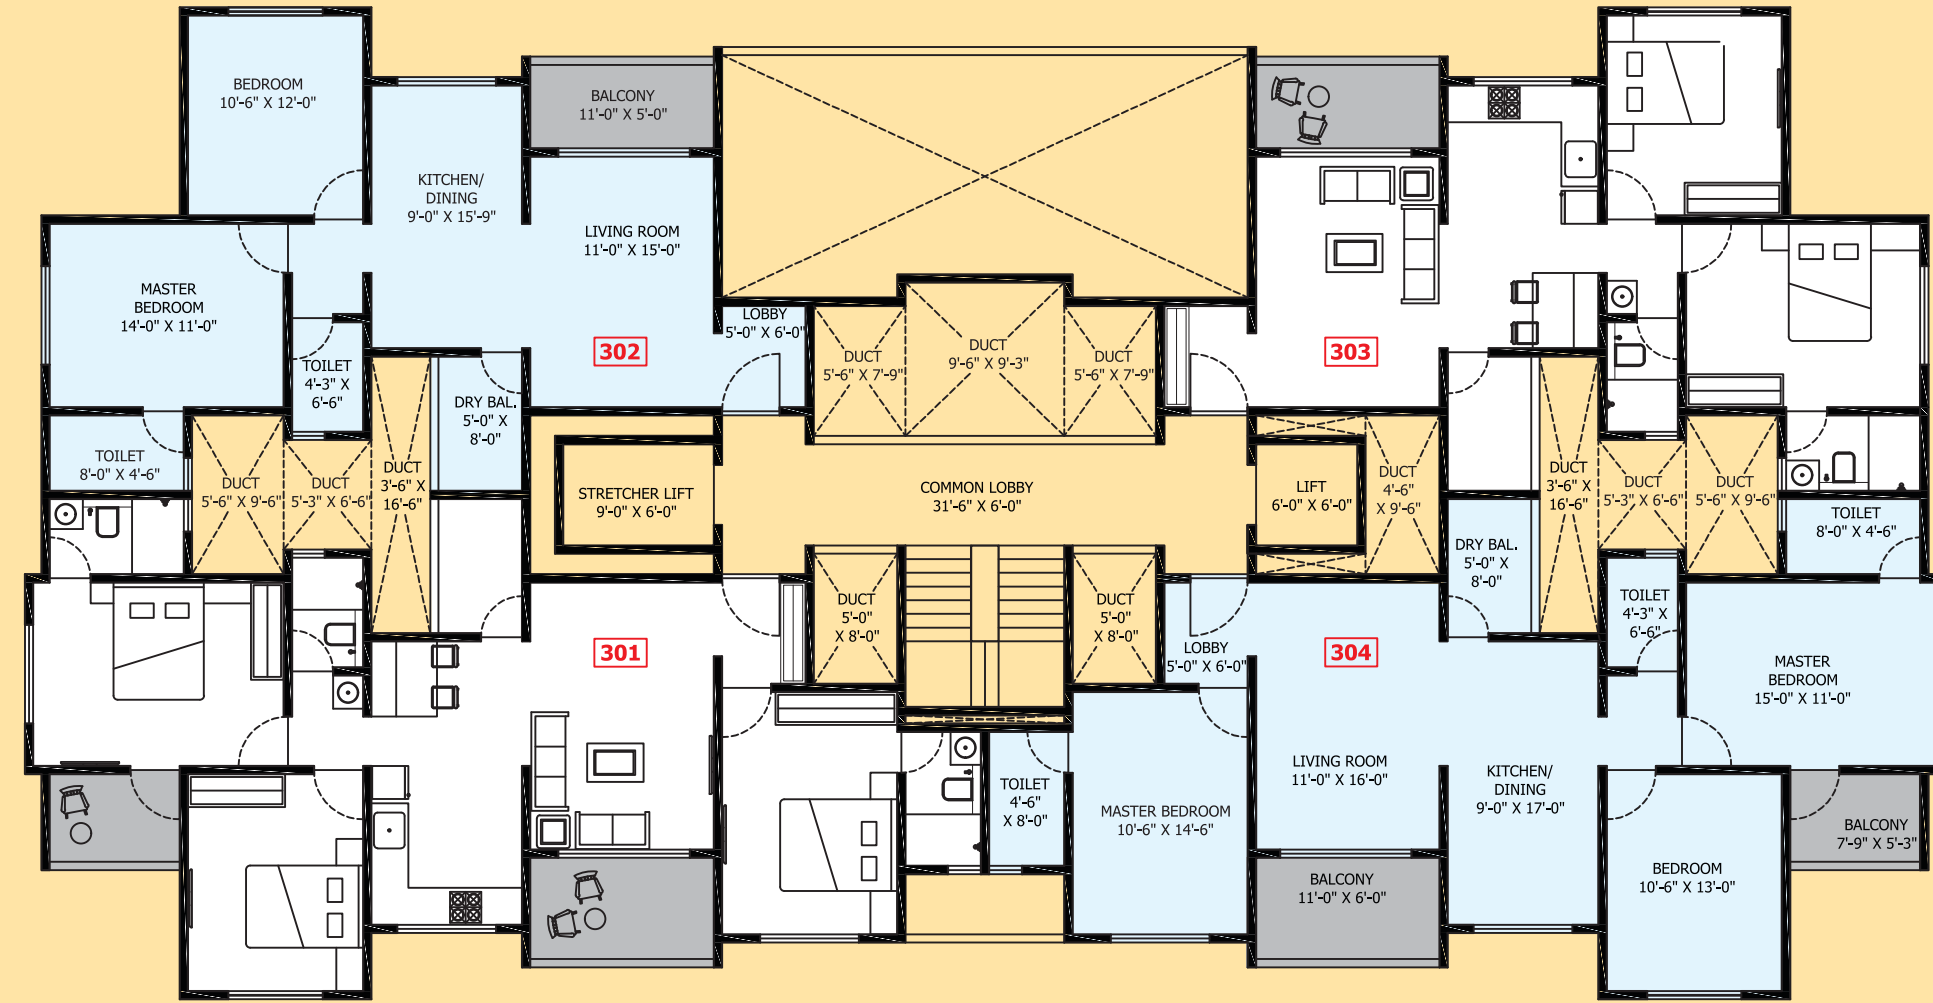 BEDROOM
10'-6" X 12'-0"
BALCONY
11'-0" X 5'-0"
KITCHEN/
DINING
9'-0" X 15'-9"
LIVING ROOM
11'-0" X 15'-0"
MASTER
BEDROOM
14'-0" X 11'-0"
LOBBY
5'-0" X 6'-0"
302
303
TOILET
4'-3" X
6'-6"
DUCT
5'-6" X 7'-9"
DUCT
9'-6" X 9'-3"
DUCT
5'-6" X 7'-9"
DRY BAL.
5'-0" X
8'-0"
TOILET
8'-0" X 4'-6"
DUCT
5'-6" X 9'-6"
DUCT
5'-3" X 6'-6"
DUCT
3'-6" X
16'-6"
STRETCHER LIFT
9'-0" X 6'-0"
COMMON LOBBY
31'-6" X 6'-0"
LIFT
6'-0" X 6'-0"
DUCT
4'-6"
X 9'-6"
DUCT
3'-6" X
16'-6"
DUCT
5'-3" X 6'-6"
DUCT
5'-6" X 9'-6"
TOILET
8'-0" X 4'-6"
DRY BAL.
5'-0" X
8'-0"
DUCT
5'-0"
X 8'-0"
DUCT
5'-0"
X 8'-0"
TOILET
4'-3" X
6'-6"
301
LOBBY
5'-0" X 6'-0"
304
MASTER
BEDROOM
15'-0" X 11'-0"
LIVING ROOM
11'-0" X 16'-0"
KITCHEN/
DINING
9'-0" X 17'-0"
TOILET
4'-6"
X 8'-0"
MASTER BEDROOM
10'-6" X 14'-6"
BALCONY
7'-9" X 5'-3"
BEDROOM
10'-6" X 13'-0"
BALCONY
11'-0" X 6'-0"